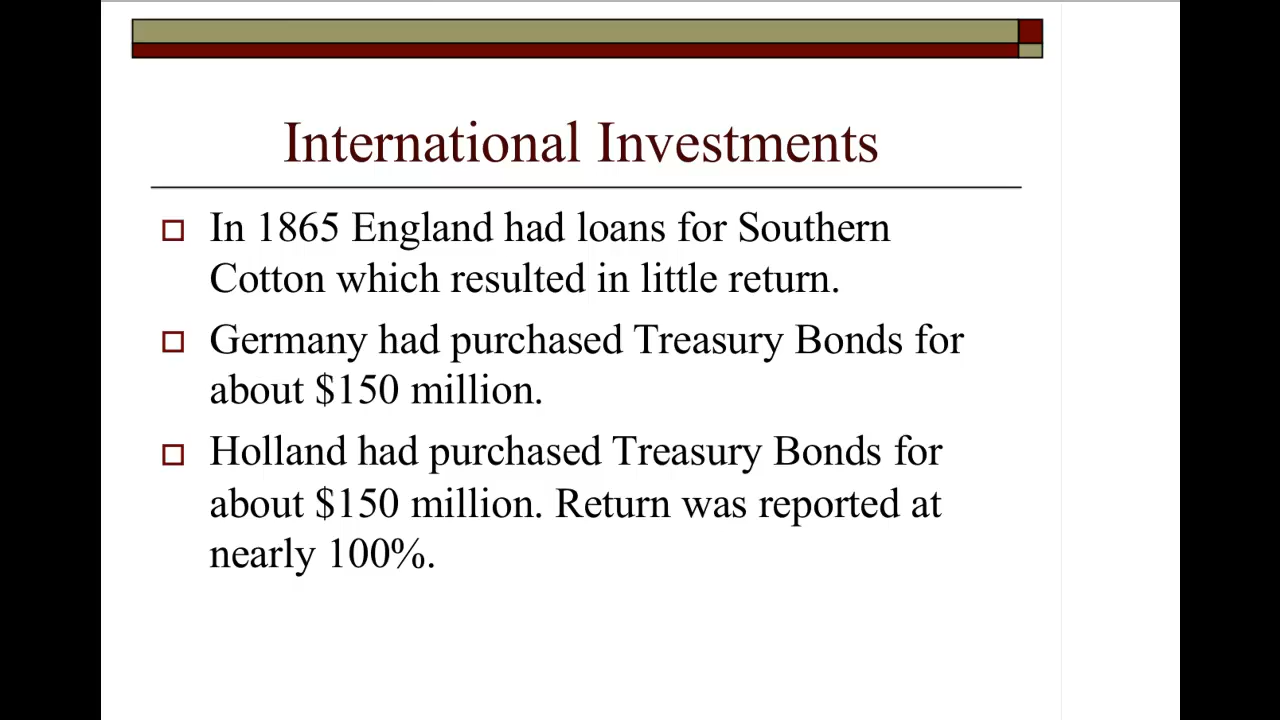 International Investments
In 1865 England had loans for Southern
Cotton which resulted in little return.
Germany had purchased Treasury Bonds for
about $150 million.
Holland had purchased Treasury Bonds for
about $150 million. Return was reported at
nearly 100%.